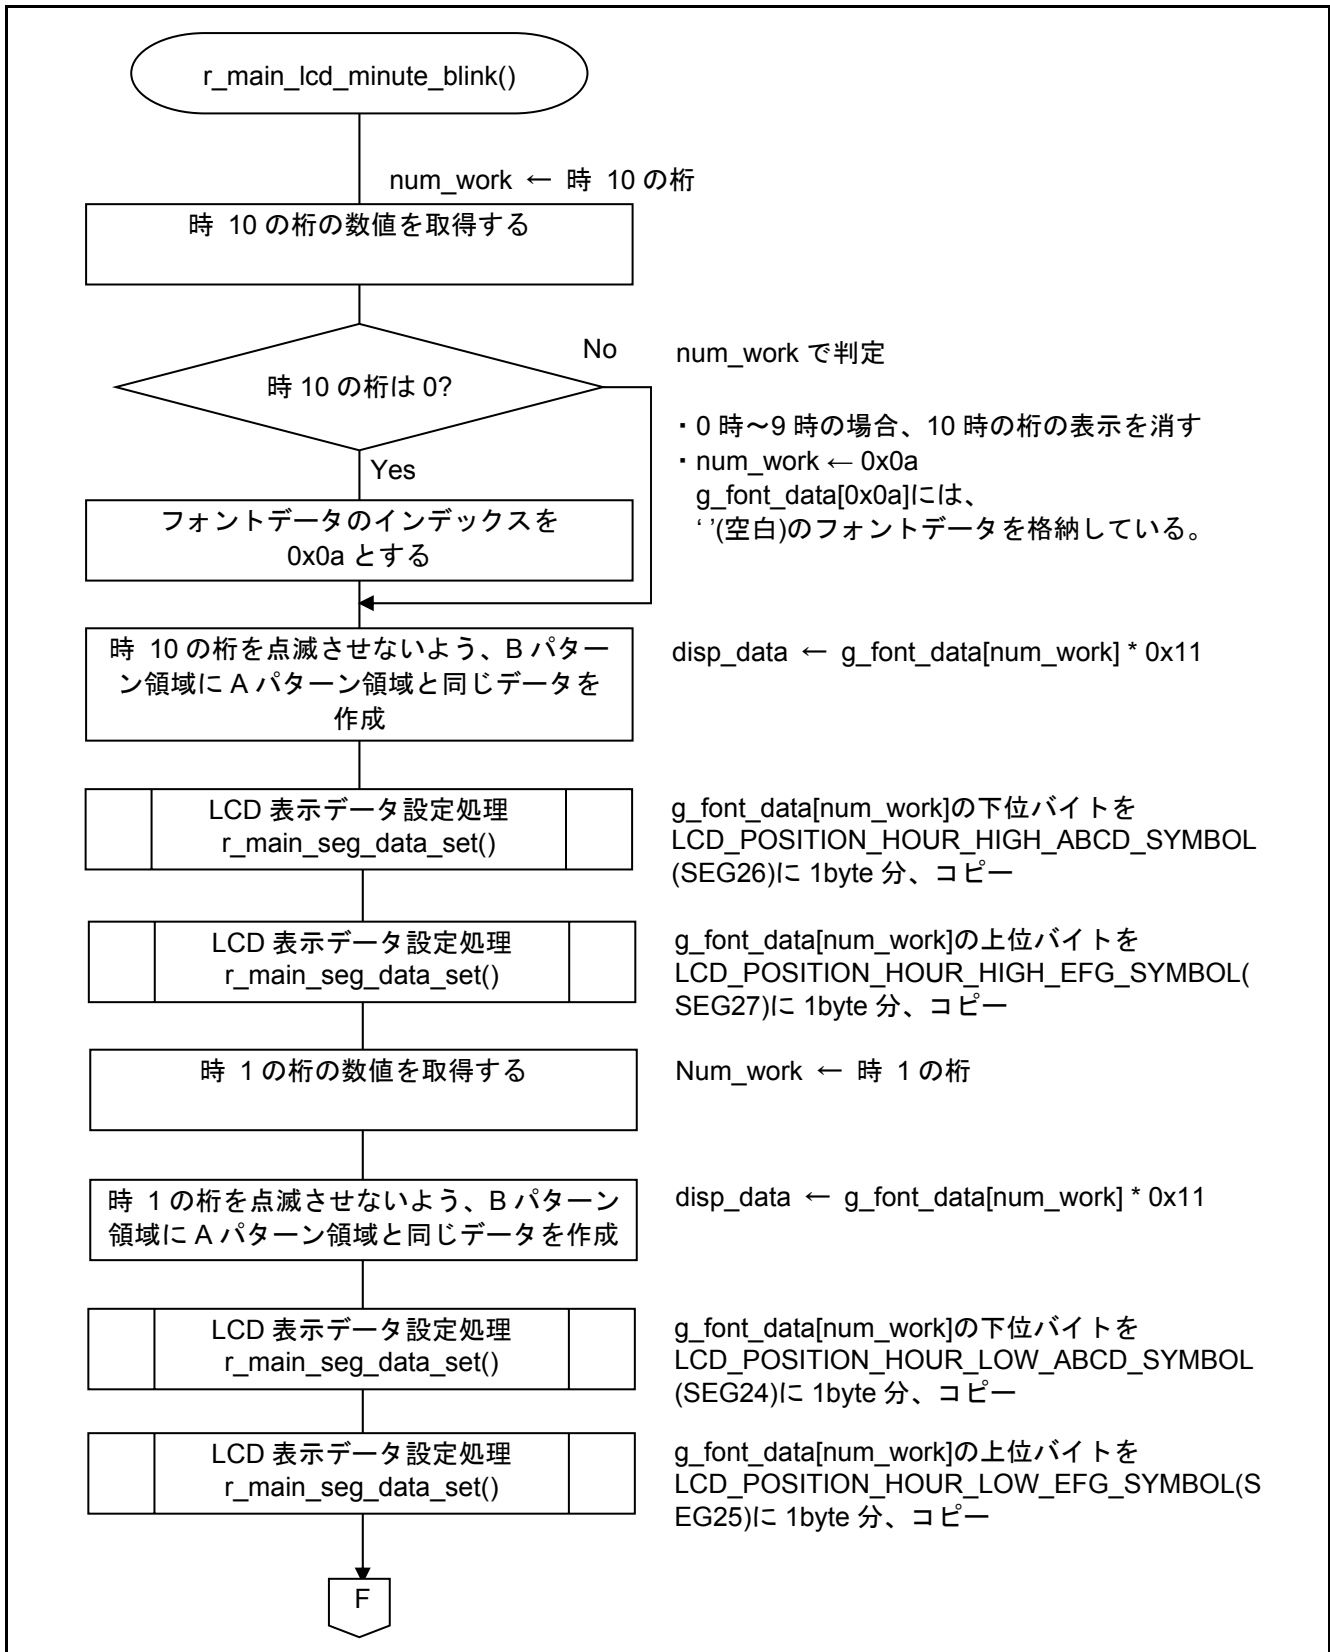 r_main_lcd_minute_blink()
num_work ← 時 10 の桁
時 10 の桁の数値を取得する
No
num_work で判定
時 10 の桁は 0?
・0 時～9 時の場合、10 時の桁の表示を消す
・num_work ← 0x0a
Yes
g_font_data[0x0a]には、
フォントデータのインデックスを
‘ ’(空白)のフォントデータを格納している。
0x0a とする
時 10 の桁を点滅させないよう、B パター
ン領域に A パターン領域と同じデータを
作成
disp_data ← g_font_data[num_work] * 0x11
LCD 表示データ設定処理
r_main_seg_data_set()
g_font_data[num_work]の下位バイトを
LCD_POSITION_HOUR_HIGH_ABCD_SYMBOL
(SEG26)に 1byte 分、コピー
LCD 表示データ設定処理
r_main_seg_data_set()
g_font_data[num_work]の上位バイトを
LCD_POSITION_HOUR_HIGH_EFG_SYMBOL(
SEG27)に 1byte 分、コピー
時 1 の桁の数値を取得する
Num_work ← 時 1 の桁
時 1 の桁を点滅させないよう、B パターン
領域に A パターン領域と同じデータを作成
disp_data ← g_font_data[num_work] * 0x11
LCD 表示データ設定処理
r_main_seg_data_set()
g_font_data[num_work]の下位バイトを
LCD_POSITION_HOUR_LOW_ABCD_SYMBOL
(SEG24)に 1byte 分、コピー
LCD 表示データ設定処理
r_main_seg_data_set()
g_font_data[num_work]の上位バイトを
LCD_POSITION_HOUR_LOW_EFG_SYMBOL(S
EG25)に 1byte 分、コピー
F